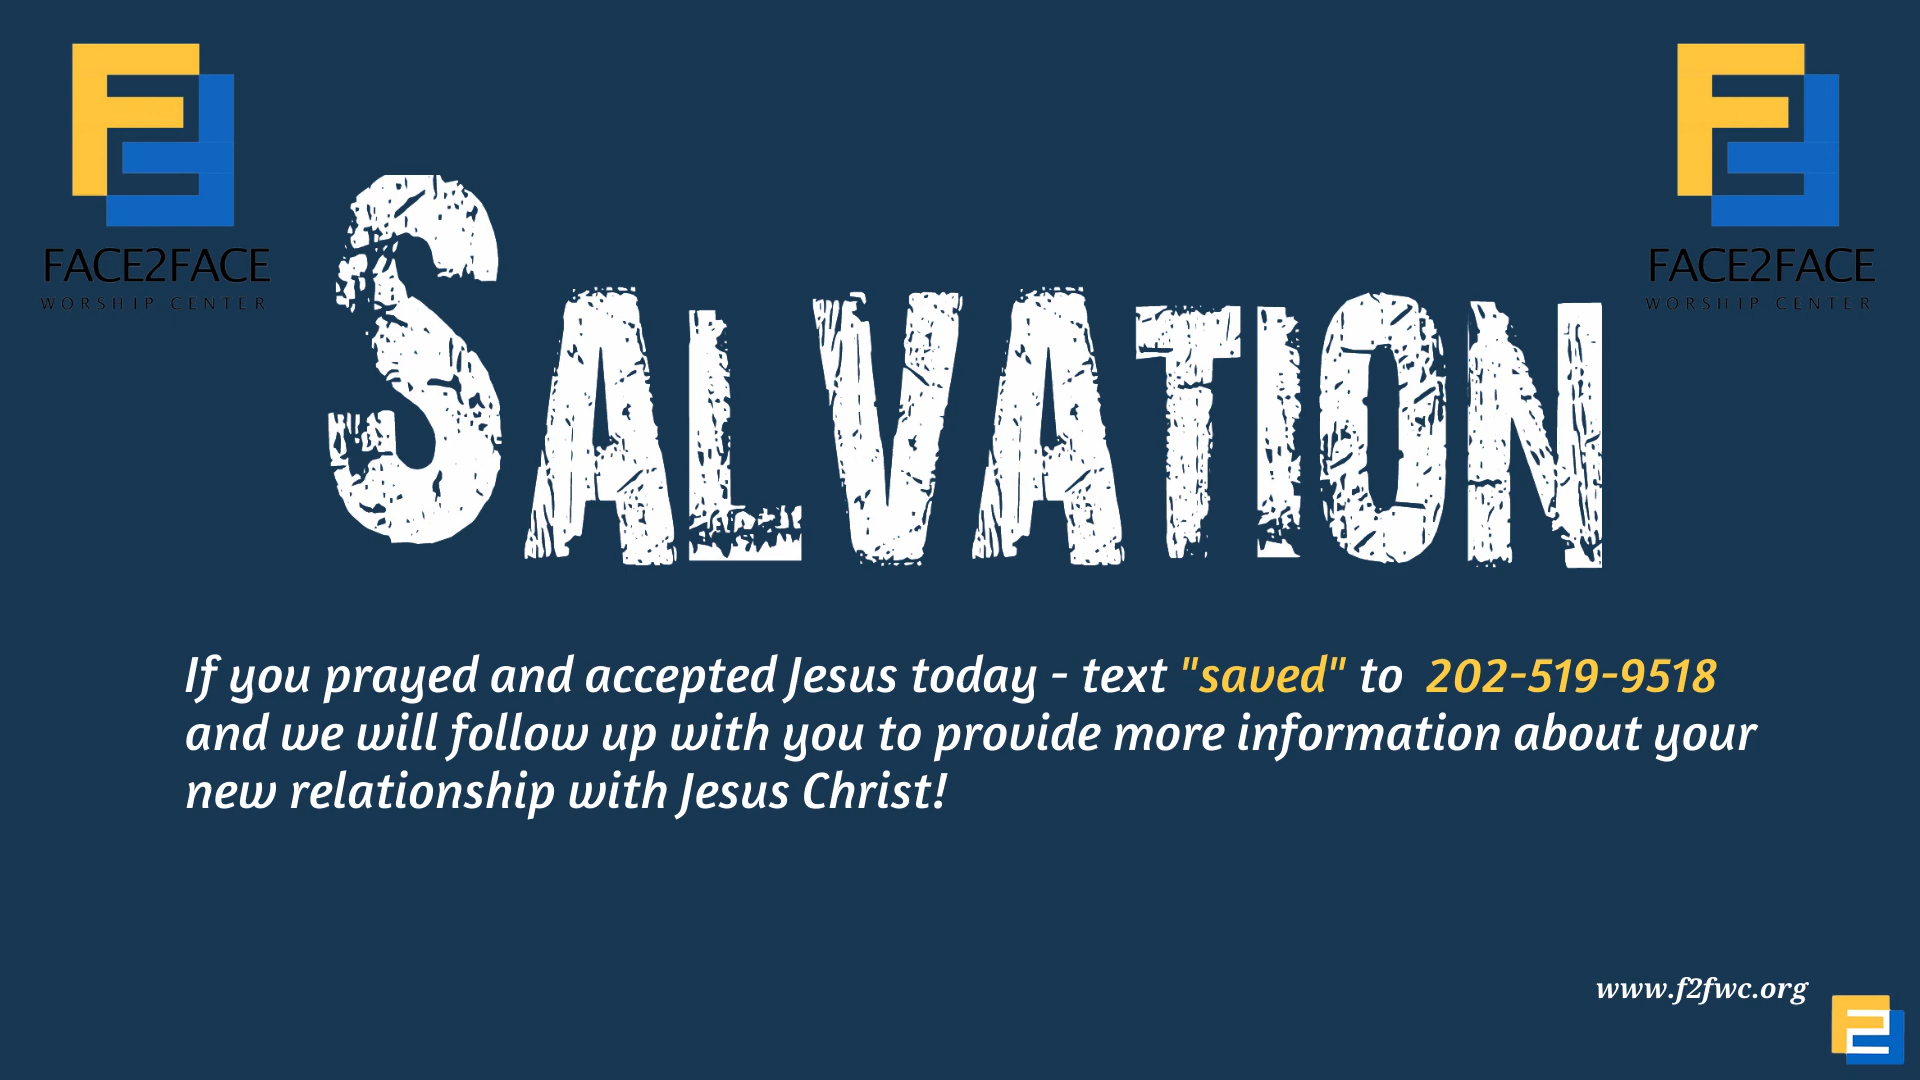 FACE2FACE
WORSHIP CENTER
FACE2FACE
WORSHIP CENTER
SALVATION
If you prayed and accepted Jesus today - text "saved" to 202-519-9518
and we will follow up with you to provide more information about your
new relationship with Jesus Christ!
www.f2fwc.org